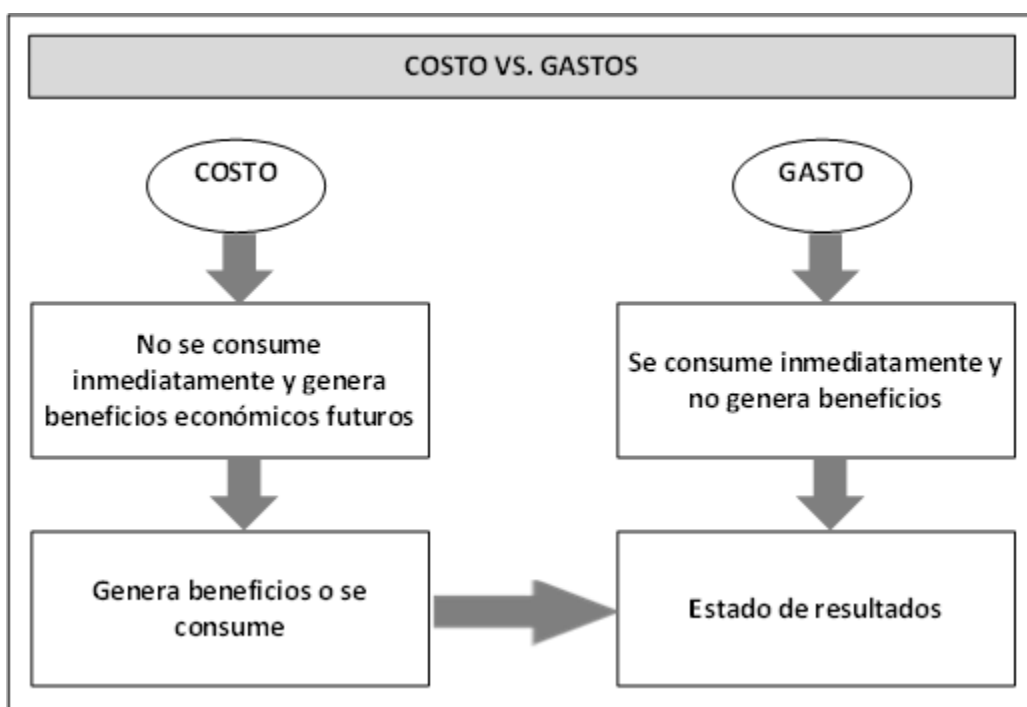 COSTO VS. GASTOS
COSTO
GASTO
No se consume
inmediatamente y genera
beneficios económicos futuros
Se consume inmediatamente y
no genera beneficios
Genera beneficios o se
consume
Estado de resultados